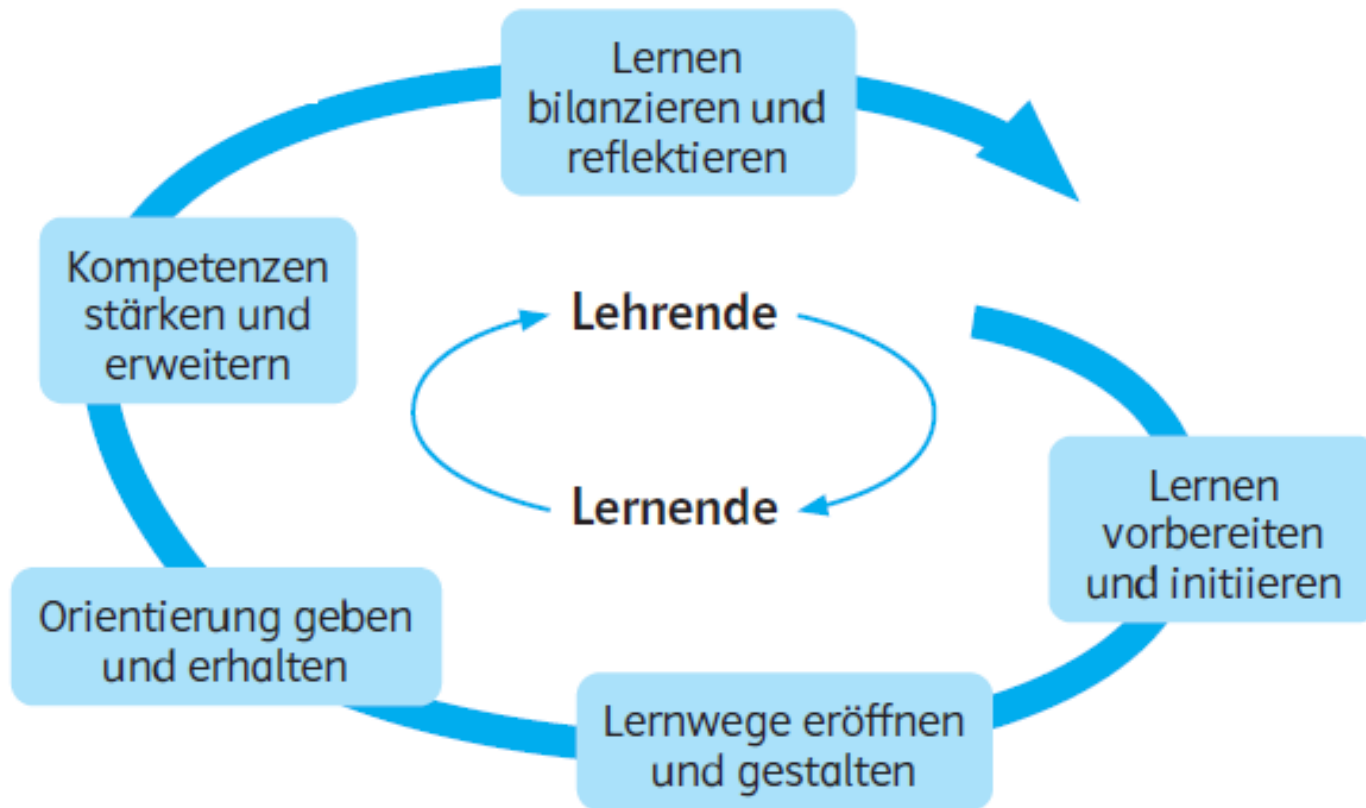 Lernen
bilanzieren und
reflektieren
Kompetenzen
stärken und
erweitern
Lehrende
Lernende
Lernen
vorbereiten
und initiieren
Orientierung geben
und erhalten
Lernwege eröffnen
und gestalten